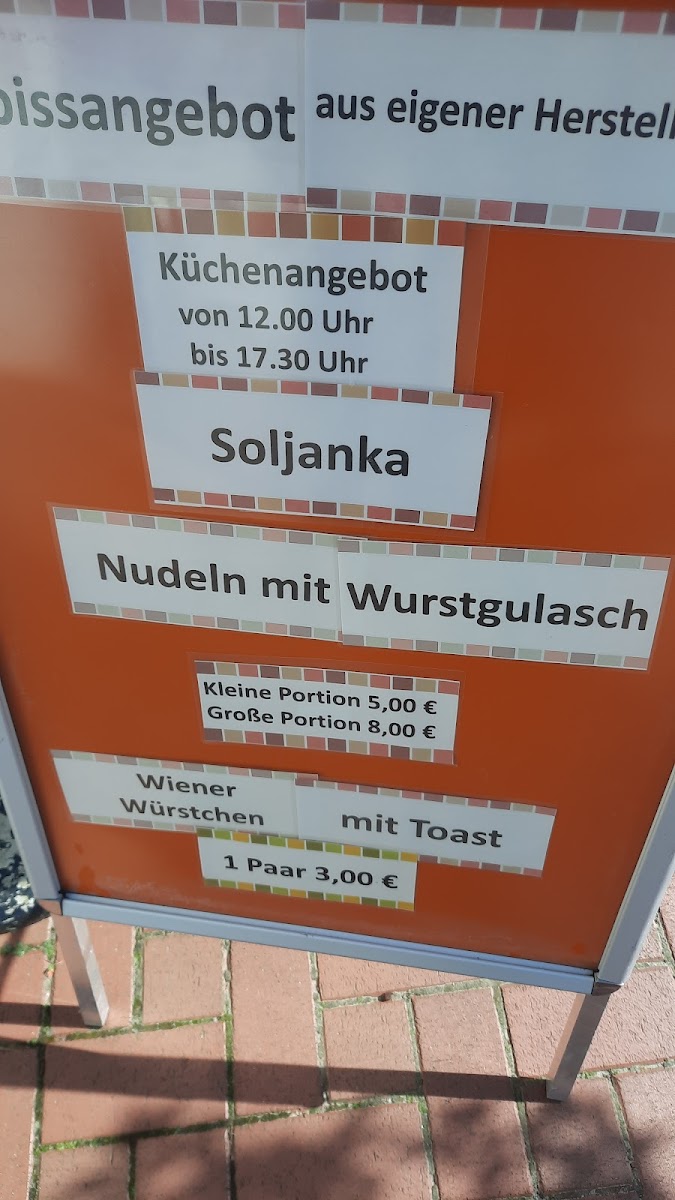 bissangebot aus eigener Herstell
Küchenangebot
von 12.00 Uhr
bis 17.30 Uhr
Soljanka
Nudeln mit Wurstgulasch
Kleine Portion 5,00 €
Große Portion 8,00 €
Wiener
Würstchen mit Toast
1 Paar 3,00 €